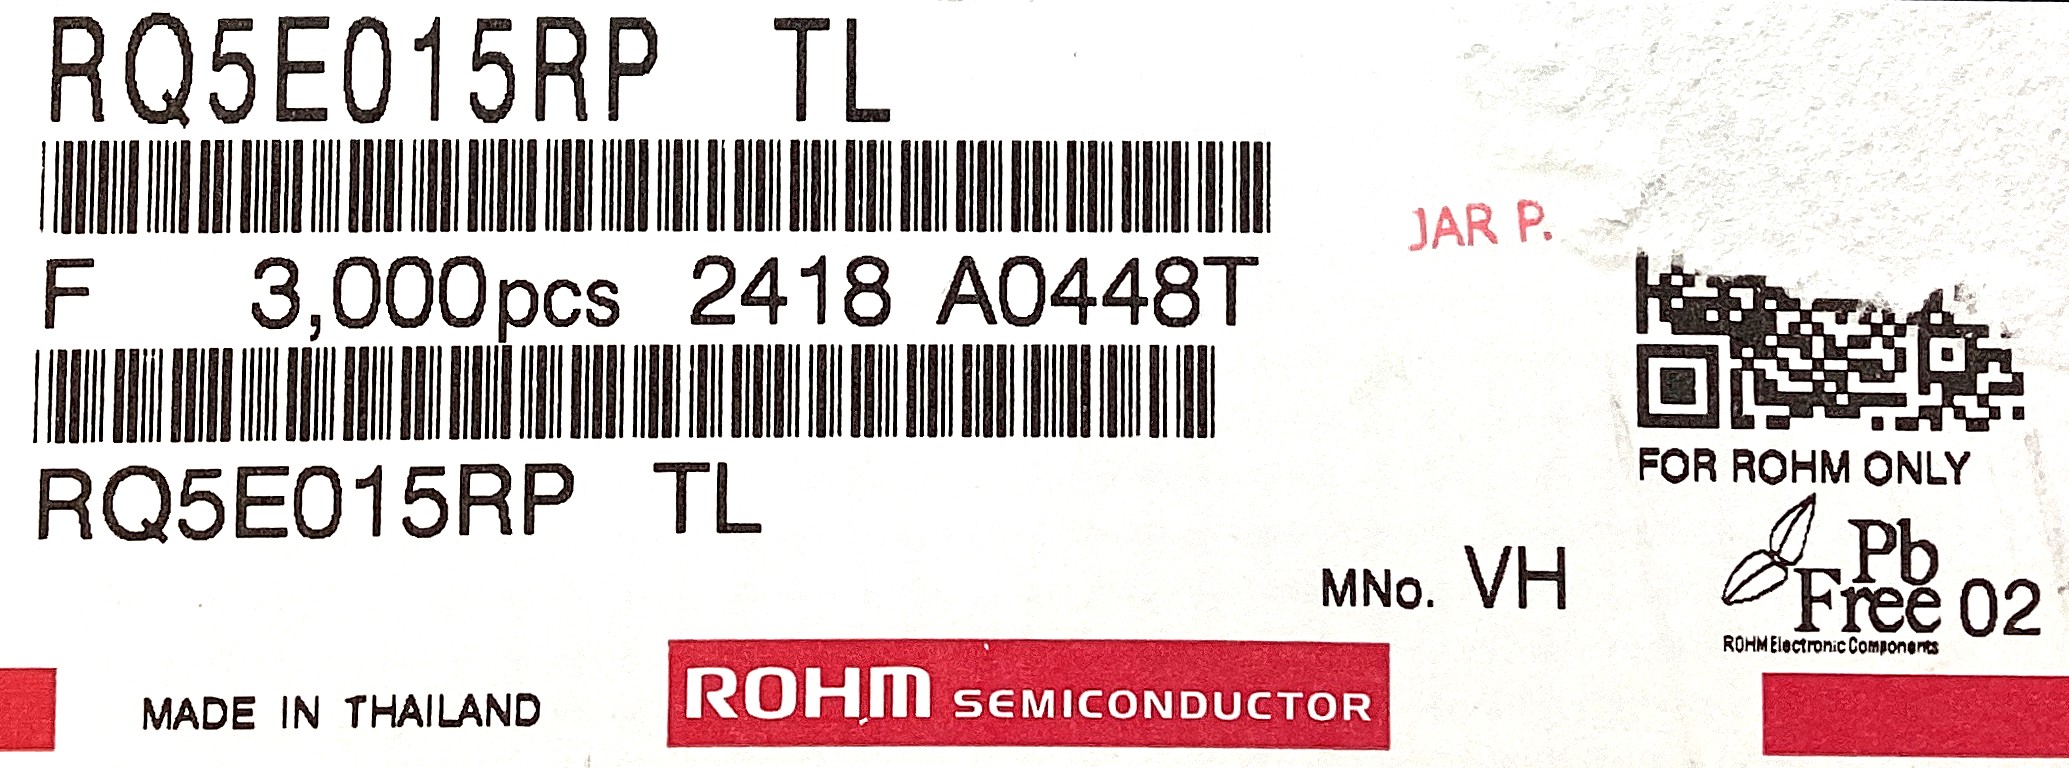 RQ5E015RP TL
JAR P.
F 3,000pcs 2418 A0448T
FOR ROHM ONLY
RQ5E015RP TL
MNo. VH
Pb
Free 02
ROHM Electronic Components
MADE IN THAILAND
ROHM SEMICONDUCTOR